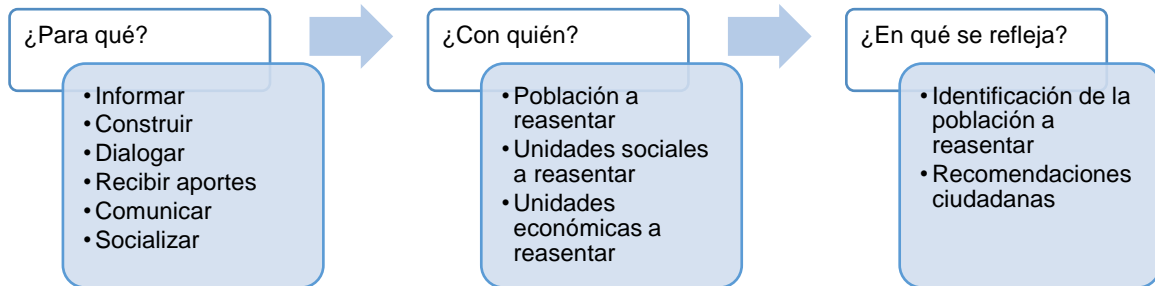 ¿Para qué?
• Informar
• Construir
• Dialogar
• Recibir aportes
• Comunicar
• Socializar
¿Con quién?
• Población a
reasentar
• Unidades sociales
a reasentar
• Unidades
económicas a
reasentar
¿En qué se refleja?
• Identificación de la
población a
reasentar
• Recomendaciones
ciudadanas